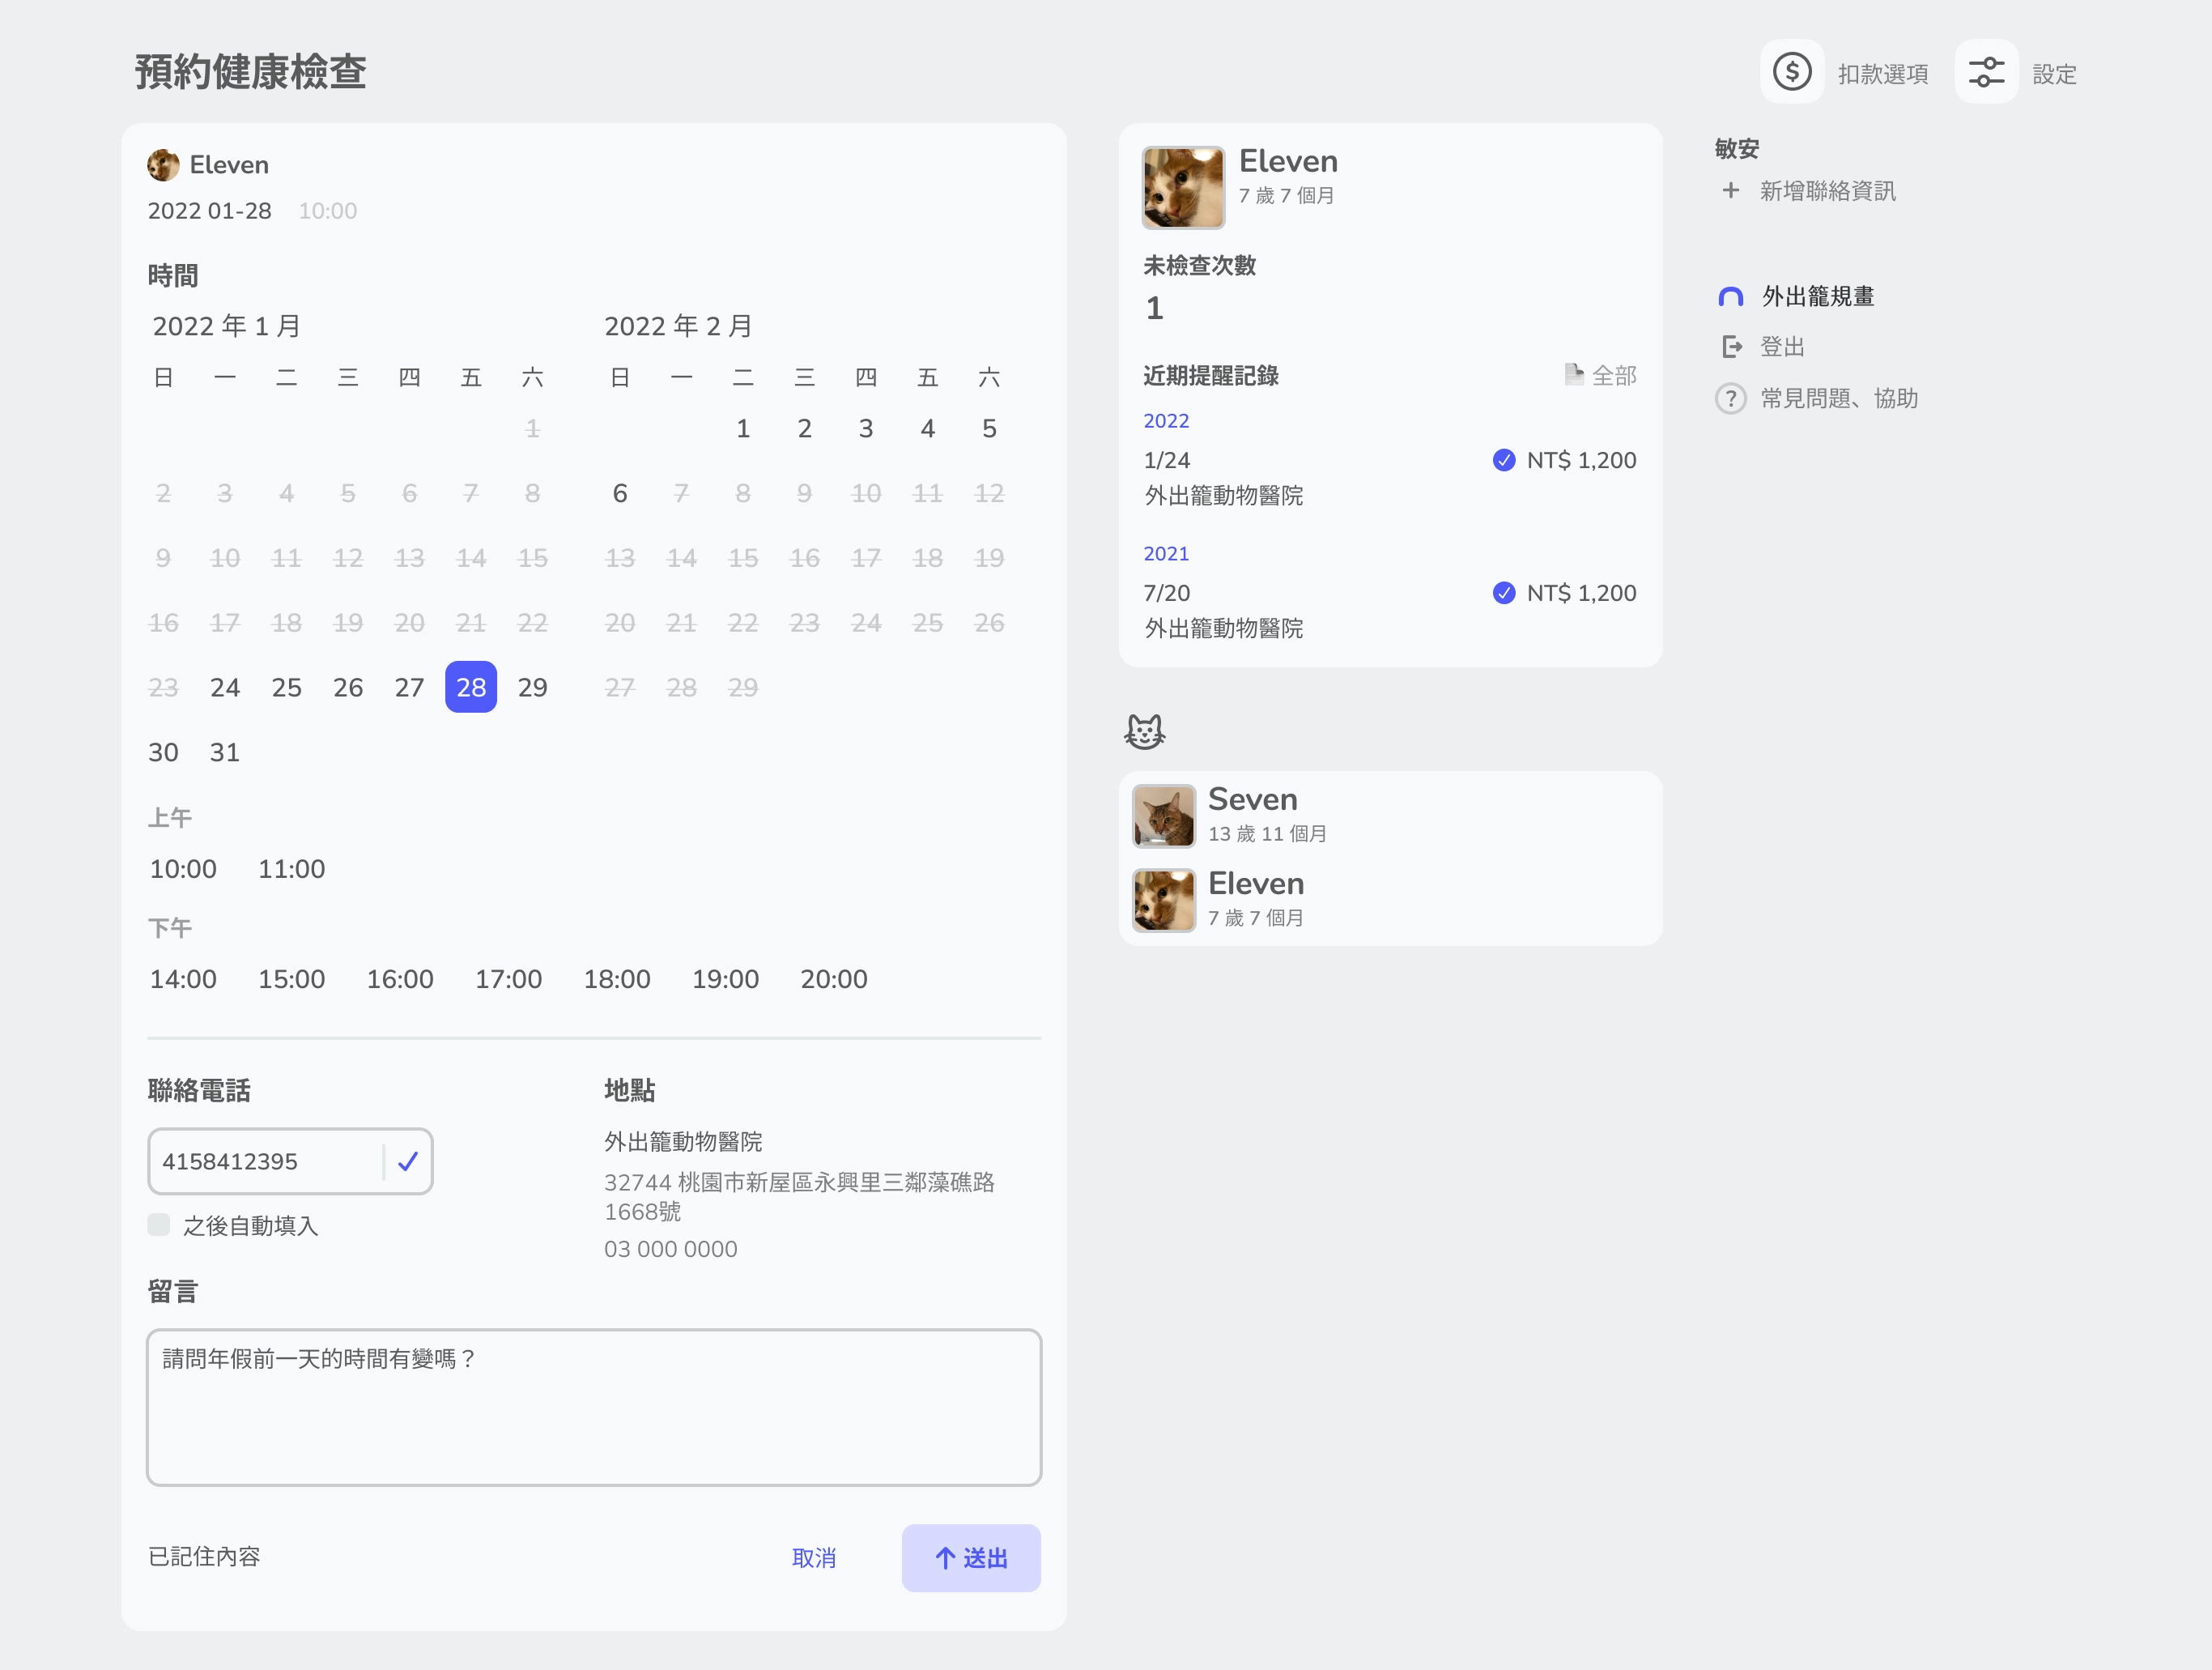 預約健康檢查
扣款選項
設定
Eleven
2022 01-28 10:00
時間
2022 年 1 月
日 一 二 三 四 五 六
1
2 3 4 5 6 7 8
9 10 11 12 13 14 15
16 17 18 19 20 21 22
23 24 25 26 27 28 29
30 31
2022 年 2 月
日 一 二 三 四 五 六
1 2 3 4 5
6 7 8 9 10 11 12
13 14 15 16 17 18 19
20 21 22 23 24 25 26
27 28 29
上午
10:00 11:00
下午
14:00 15:00 16:00 17:00 18:00 19:00 20:00
聯絡電話
4158412395
之後自動填入
地點
外出籠動物醫院
32744 桃園市新屋區永興里三鄰藻礁路
1668號
03 000 0000
留言
請問年假前一天的時間有變嗎？
已記住內容
取消
送出
Eleven
7 歲 7 個月
未檢查次數
1
近期提醒記錄
全部
2022
1/24 NT$ 1,200
外出籠動物醫院
2021
7/20 NT$ 1,200
外出籠動物醫院
Seven
13 歲 11 個月
Eleven
7 歲 7 個月
敏安
新增聯絡資訊
外出籠規畫
登出
? 常見問題、協助